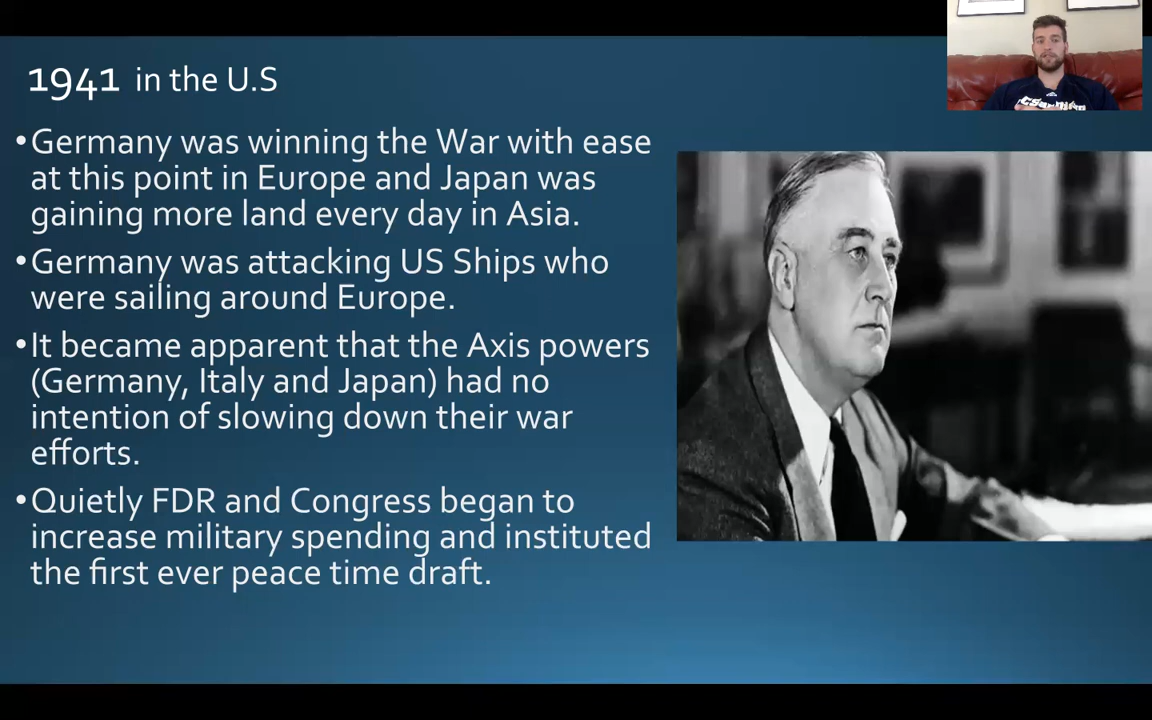 1941 in the U.S
•Germany was winning the War with ease
at this point in Europe and Japan was
gaining more land every day in Asia.
•Germany was attacking US Ships who
were sailing around Europe.
•It became apparent that the Axis powers
(Germany, Italy and Japan) had no
intention of slowing down their war
efforts.
•Quietly FDR and Congress began to
increase military spending and instituted
the first ever peace time draft.